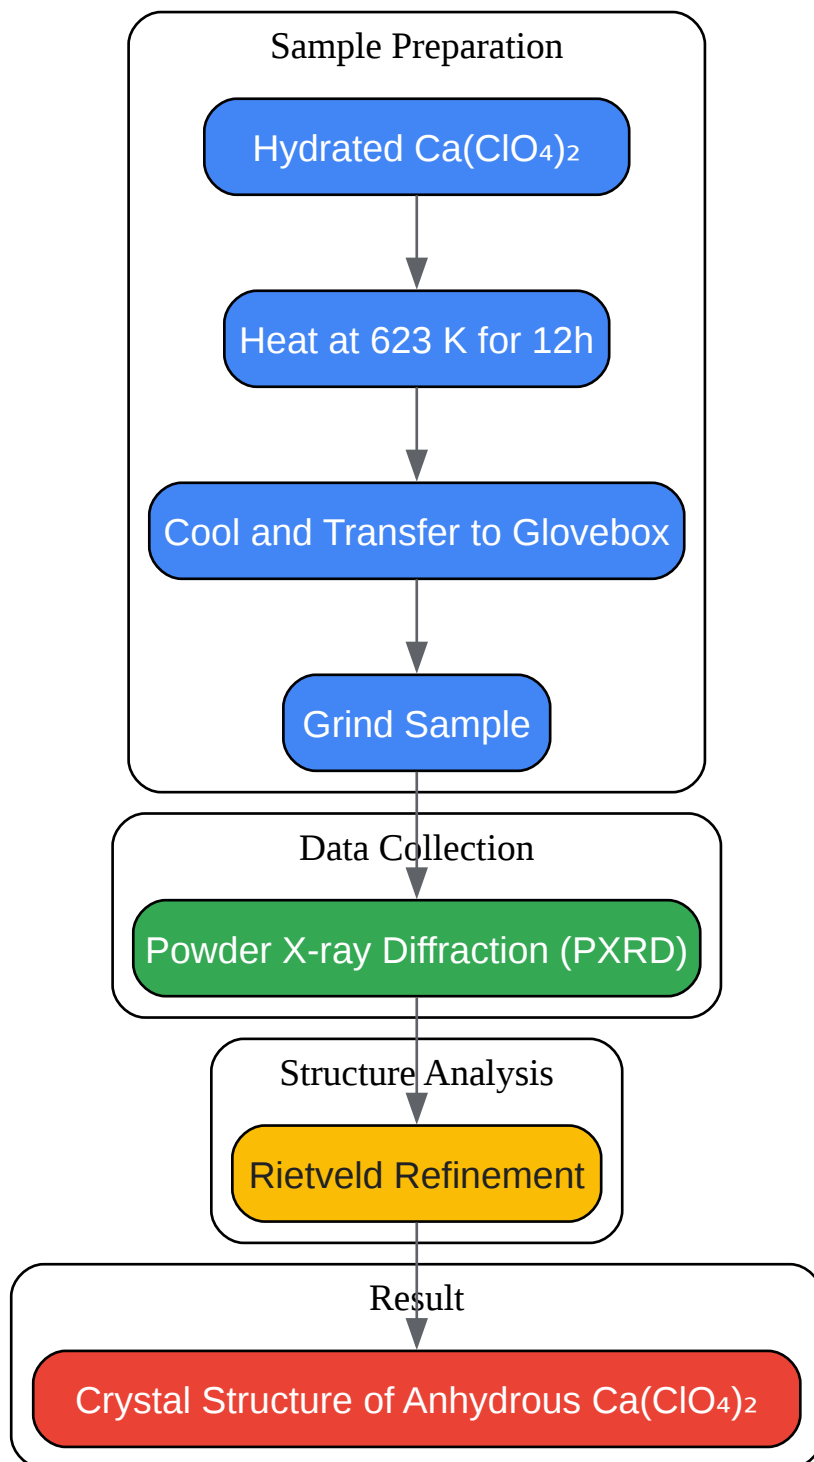 Sample Preparation
Hydrated Ca(ClO₄)₂
Heat at 623 K for 12h
Cool and Transfer to Glovebox
Grind Sample
Data Collection
Powder X-ray Diffraction (PXRD)
Structure Analysis
Rietveld Refinement
Result
Crystal Structure of Anhydrous Ca(ClO₄)₂